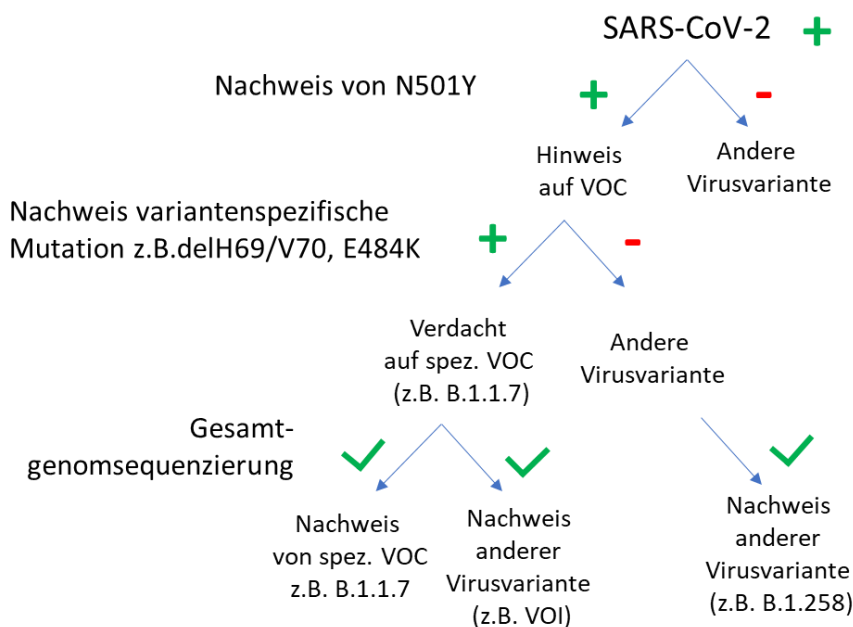 SARS-CoV-2 +
Nachweis von N501Y
+
-
Hinweis
auf VOC
Andere
Virusvariante
Nachweis variantenspezifische
Mutation z.B.delH69/V70, E484K
+
-
Verdacht
auf spez. VOC
(z.B. B.1.1.7)
Andere
Virusvariante
Gesamt-
genomsequenzierung
Nachweis
von spez. VOC
z.B. B.1.1.7
Nachweis
anderer
Virusvariante
(z.B. VOI)
Nachweis
anderer
Virusvariante
(z.B. B.1.258)